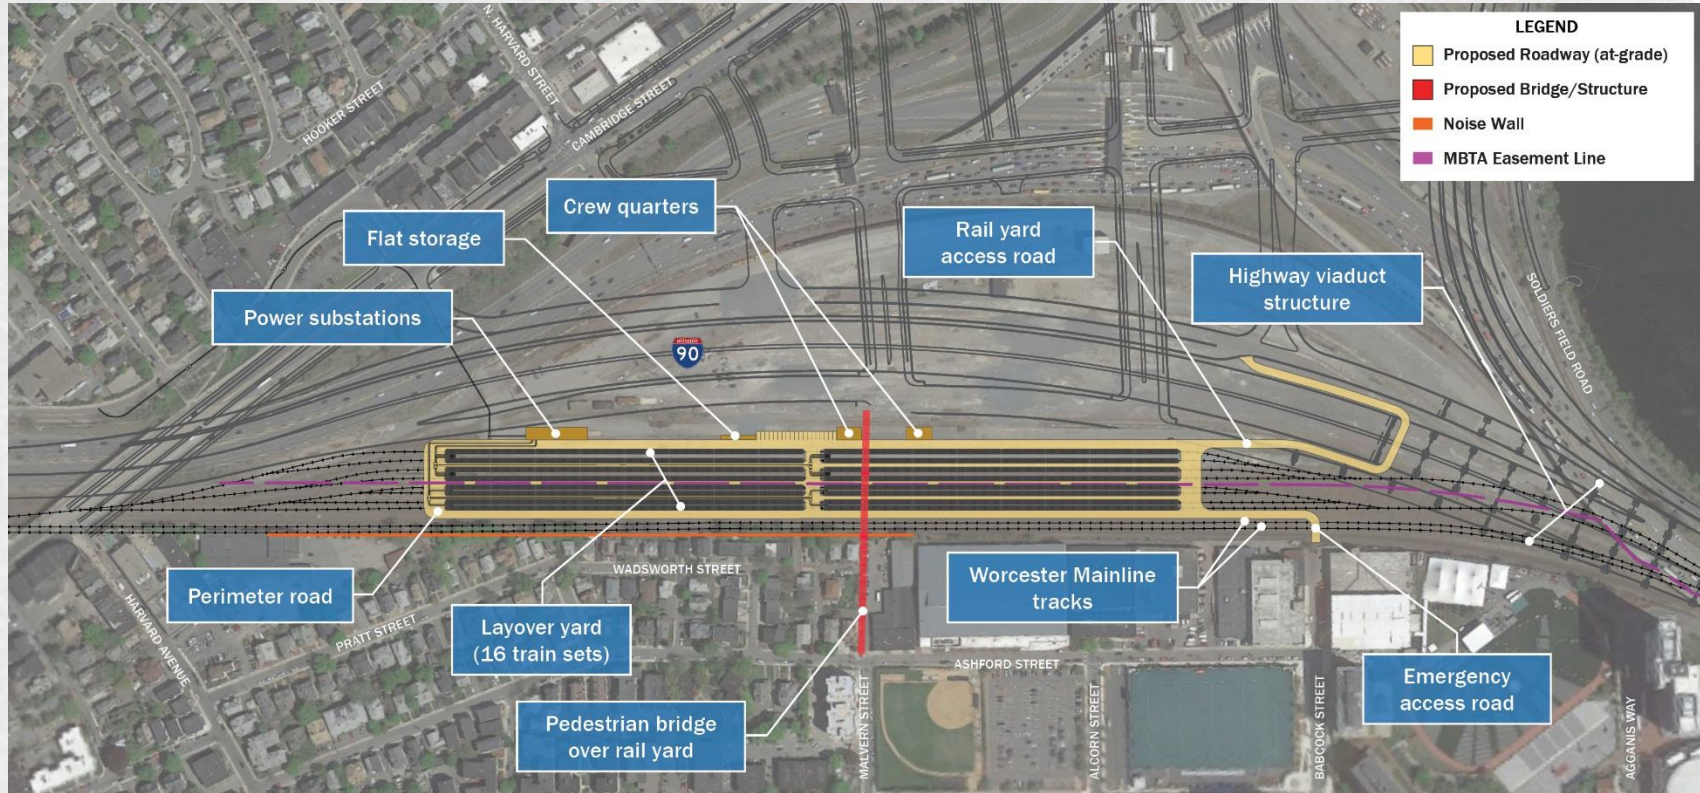 LEGEND
Proposed Roadway (at-grade)
Proposed Bridge/Structure
Noise Wall
MBTA Easement Line
N. HARVARD STREET
HOOKER STREET
CAMBRIDGE STREET
Crew quarters
Flat storage
Rail yard
access road
Highway viaduct
structure
SOLDIERS FIELD ROAD
Power substations
90
WADSWORTH STREET
Perimeter road
Worcester Mainline
tracks
HARVARD AVENUE
PRATT STREET
Layover yard
(16 train sets)
ASHFORD STREET
Emergency
access road
Pedestrian bridge
over rail yard
MALVERN STREET
ALCORN STREET
BABCOCK STREET
AGGANIS WAY